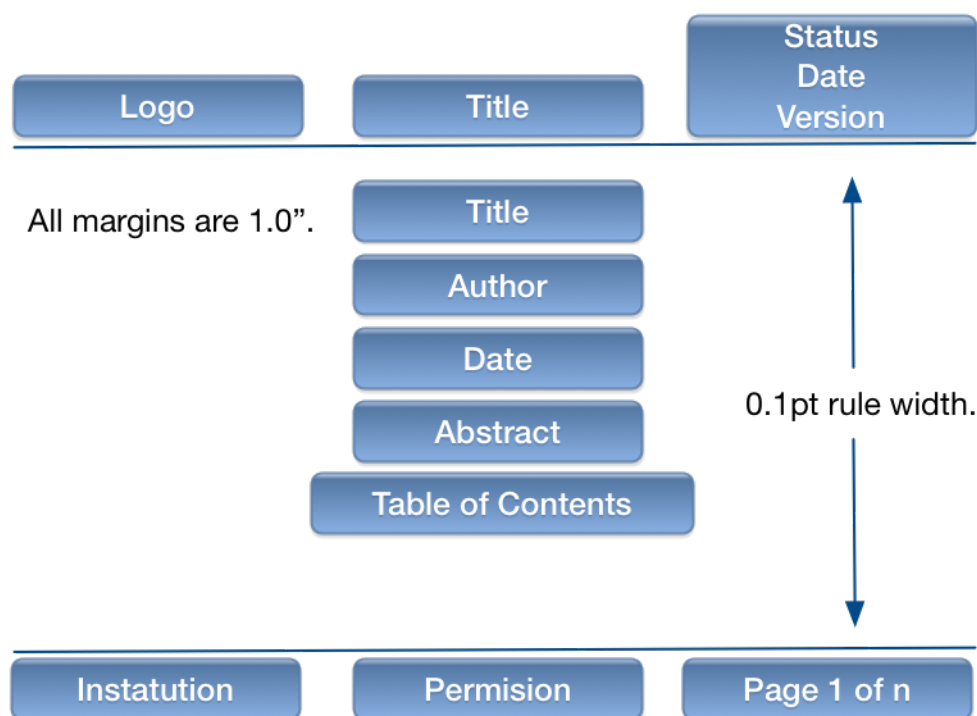 Logo
Title
Status
Date
Version
All margins are 1.0”.
Title
Author
Date
Abstract
Table of Contents
0.1pt rule width.
Instatution
Permision
Page 1 of n